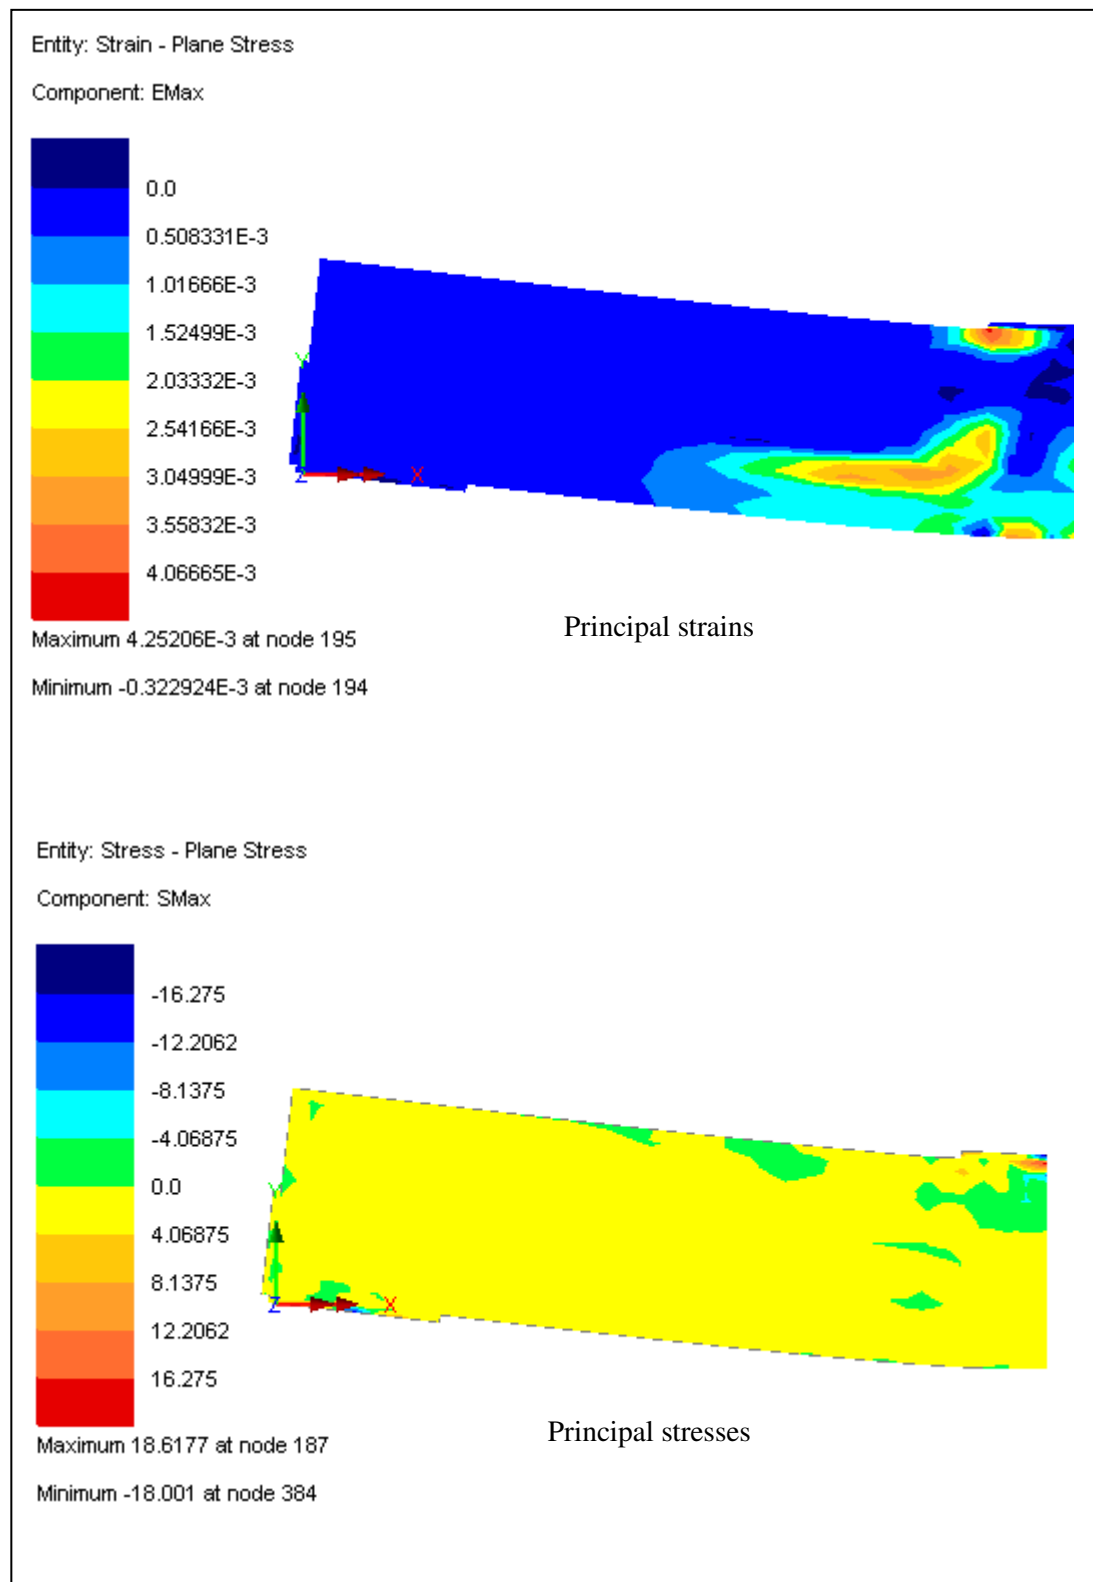 Entity: Strain - Plane Stress
Component: EMax
0.0
0.508331E-3
1.01666E-3
1.52499E-3
2.03332E-3
2.54166E-3
3.04999E-3
3.55832E-3
4.06665E-3
Y
Z
X
Maximum 4.25206E-3 at node 195
Principal strains
Minimum -0.322924E-3 at node 194
Entity: Stress - Plane Stress
Component: SMax
-16.275
-12.2062
-8.1375
-4.06875
0.0
4.06875
8.1375
12.2062
16.275
Y
Z
X
Maximum 18.6177 at node 187
Principal stresses
Minimum -18.001 at node 384